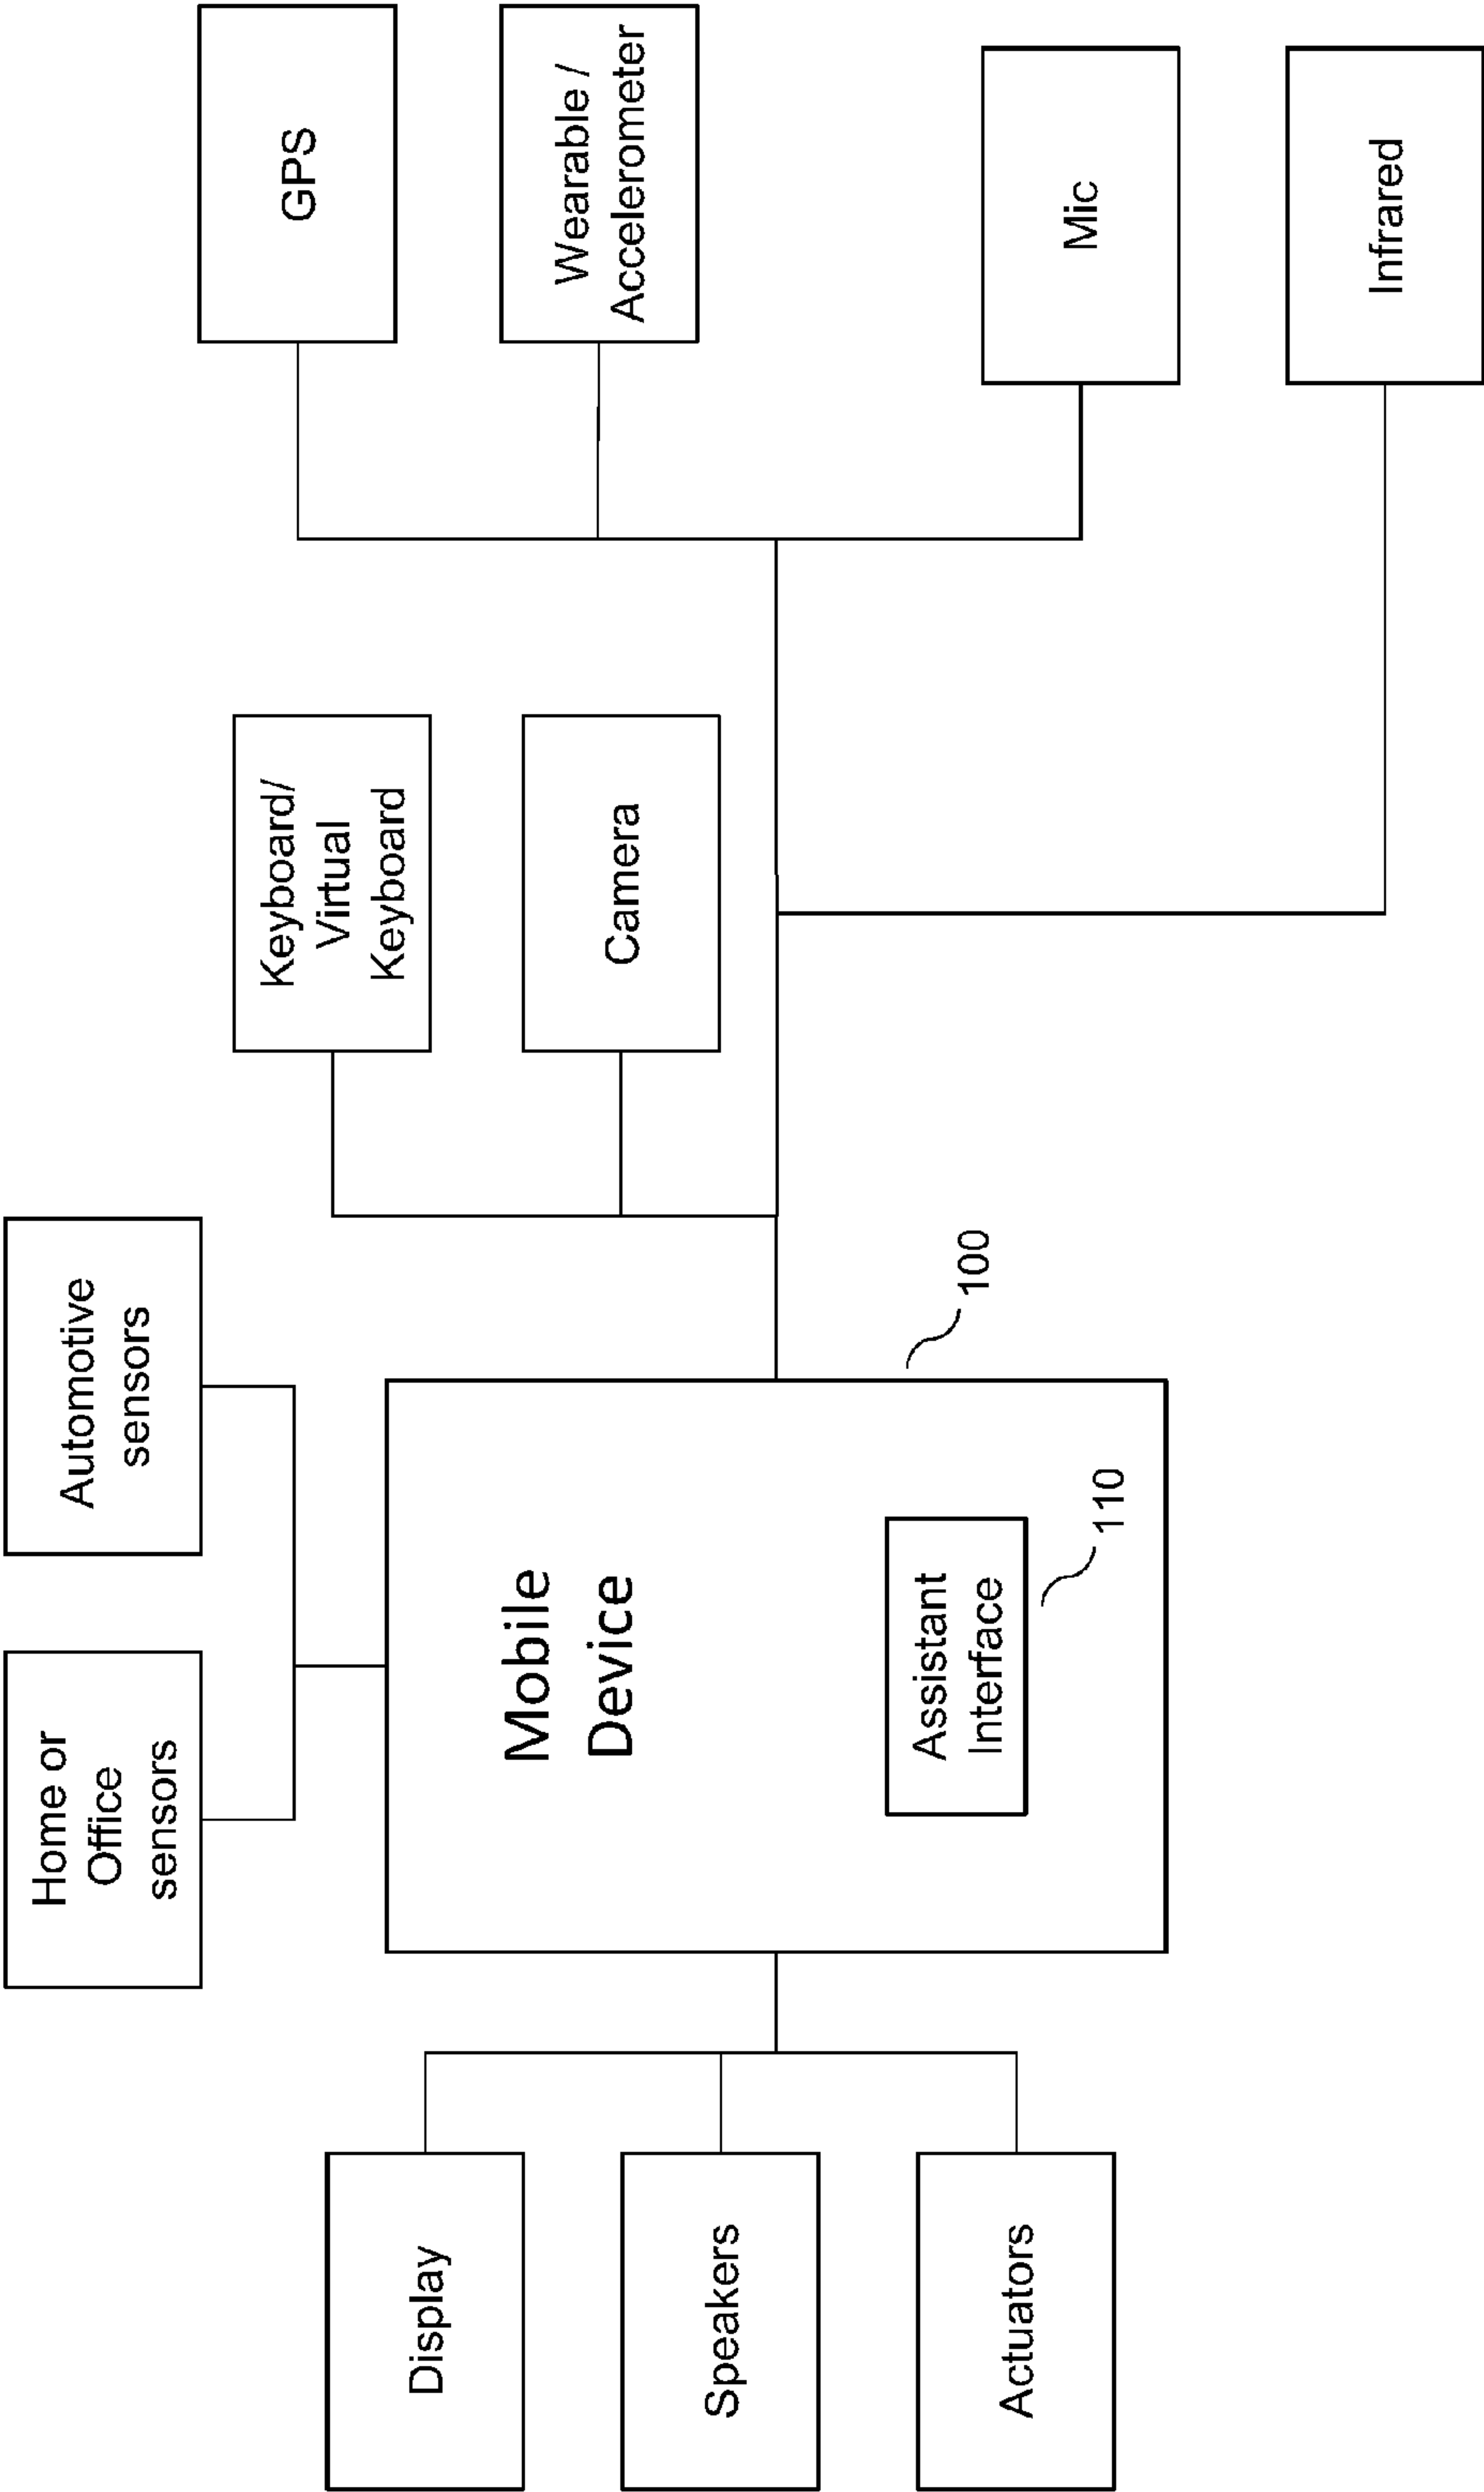 Home or
Office
sensors
Automotive
sensors
GPS
Keyboard/
Virtual
Keyboard
Display
Mobile
Device
Camera
Wearable /
Accelerometer
Speakers
Assistant
Interface
100
110
Actuators
Mic
Infrared